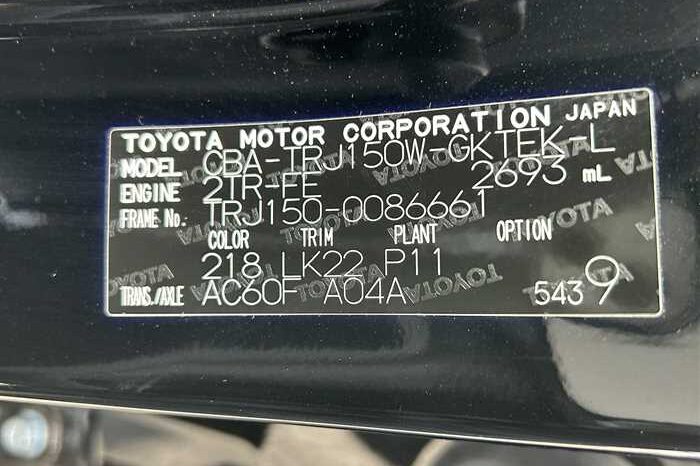 TOYOTA MOTOR CORPORATION JAPAN
MODEL CBA-TRJ150W-GKTEK-L
ENGINE 2TR-FE 2693 mL
FRAME No. TRJ150-0086661
COLOR TRIM PLANT OPTION
218 LK22 P11
TRANS./AXLE AC60F A04A 5439